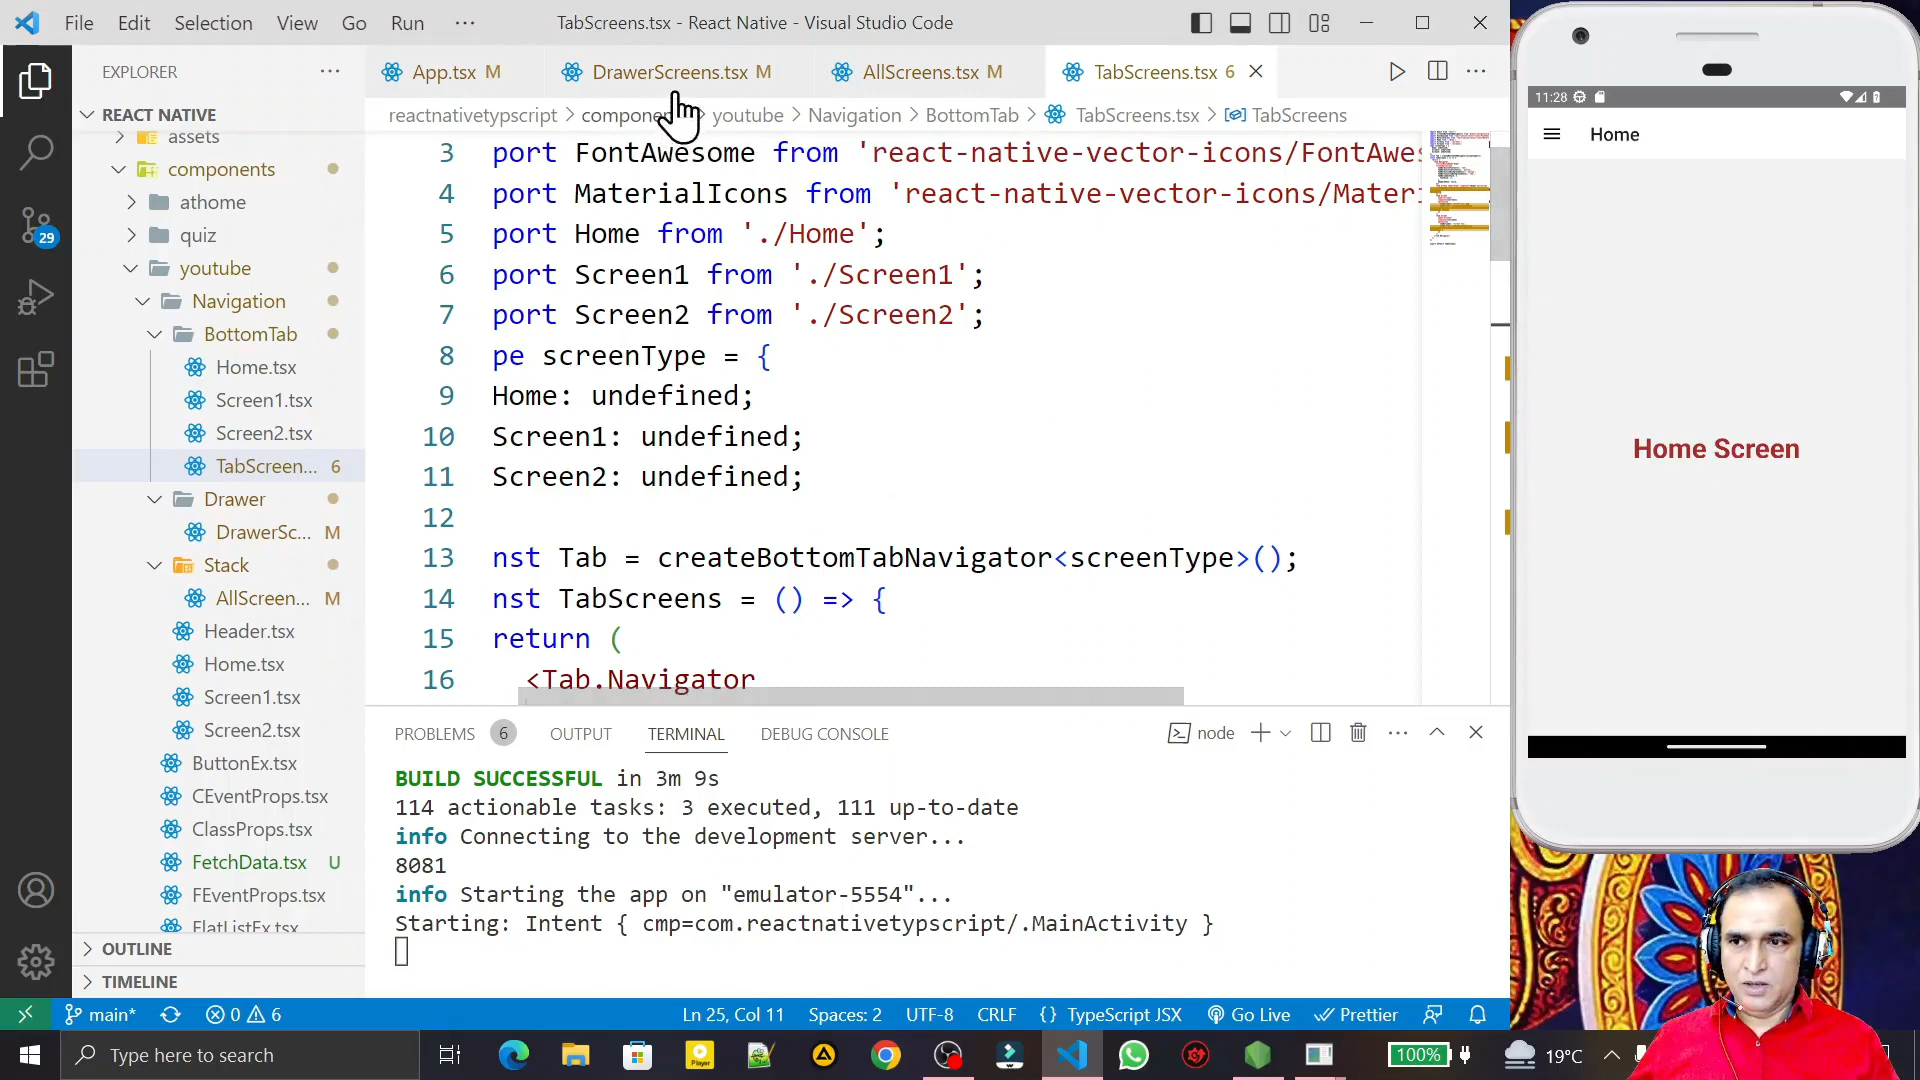 File Edit Selection View Go Run ··· TabScreens.tsx - React Native - Visual Studio Code
EXPLORER ···
App.tsx M DrawerScreens.tsx M AllScreens.tsx M TabScreens.tsx 6
reactnativetypscript > compone > youtube > Navigation > BottomTab > TabScreens.tsx > TabScreens
REACT NATIVE
assets
components
athome
quiz
youtube
Navigation
BottomTab
Home.tsx
Screen1.tsx
Screen2.tsx
TabScreen... 6
Drawer
DrawerSc... M
Stack
AllScreen... M
Header.tsx
Home.tsx
Screen1.tsx
Screen2.tsx
ButtonEx.tsx
CEventProps.tsx
ClassProps.tsx
FetchData.tsx U
FEventProps.tsx
FlatListEx.tsx
OUTLINE
TIMELINE
29
3 port FontAwesome from 'react-native-vector-icons/FontAwes
4 port MaterialIcons from 'react-native-vector-icons/Materi
5 port Home from './Home';
6 port Screen1 from './Screen1';
7 port Screen2 from './Screen2';
8 pe screenType = {
9 Home: undefined;
10 Screen1: undefined;
11 Screen2: undefined;
12
13 nst Tab = createBottomTabNavigator<screenType>();
14 nst TabScreens = () => {
15 return (
16 <Tab.Navigator
PROBLEMS 6 OUTPUT TERMINAL DEBUG CONSOLE node
BUILD SUCCESSFUL in 3m 9s
114 actionable tasks: 3 executed, 111 up-to-date
info Connecting to the development server...
8081
info Starting the app on "emulator-5554"...
Starting: Intent { cmp=com.reactnativetypscript/.MainActivity }
11:28
Home
Home Screen
main* 0 6 Ln 25, Col 11 Spaces: 2 UTF-8 CRLF {} TypeScript JSX Go Live Prettier
Type here to search Player 100% 19°C